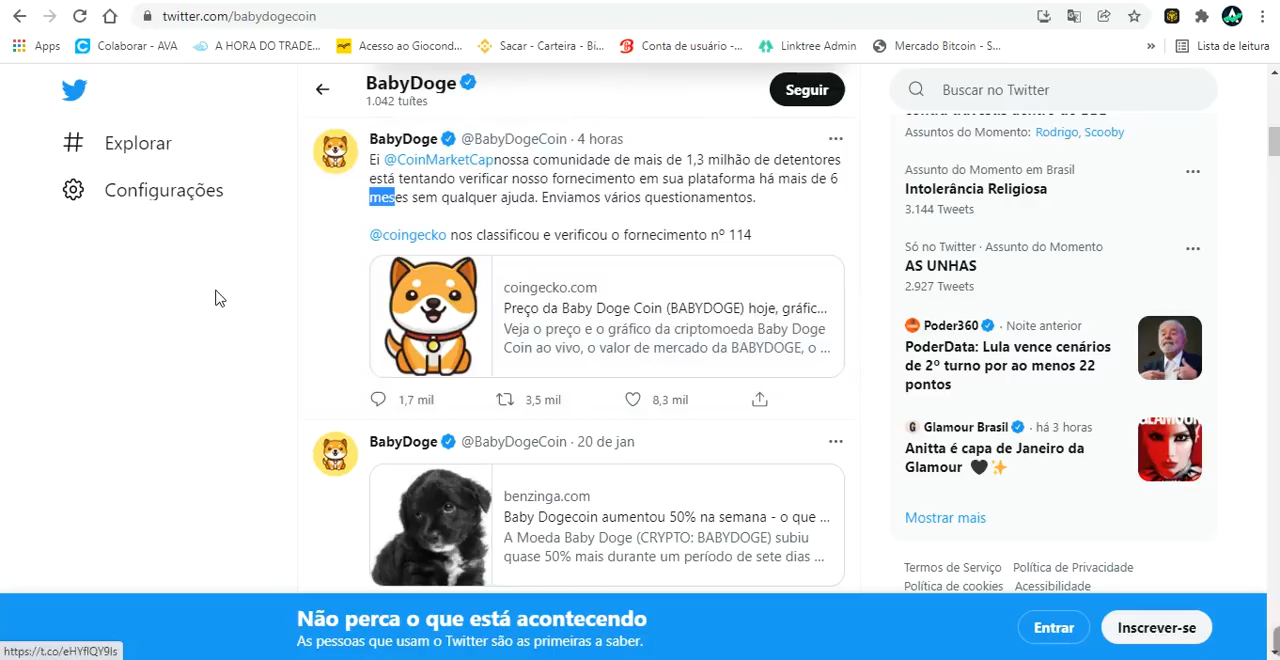 twitter.com/babydogecoin
Apps
Colaborar - AVA
A HORA DO TRADE...
Acesso ao Giocond...
Sacar - Carteira - Bi...
Conta de usuário -...
Linktree Admin
Mercado Bitcoin - S...
»
Lista de leitura
Explorar
Configurações
BabyDoge
1.042 tuítes
Seguir
BabyDoge @BabyDogeCoin · 4 horas
Ei @CoinMarketCapnossa comunidade de mais de 1,3 milhão de detentores
está tentando verificar nosso fornecimento em sua plataforma há mais de 6
meses sem qualquer ajuda. Enviamos vários questionamentos.
@coingecko nos classificou e verificou o fornecimento nº 114
coingecko.com
Preço da Baby Doge Coin (BABYDOGE) hoje, gráfic...
Veja o preço e o gráfico da criptomoeda Baby Doge
Coin ao vivo, o valor de mercado da BABYDOGE, o ...
1,7 mil
3,5 mil
8,3 mil
BabyDoge @BabyDogeCoin · 20 de jan
benzinga.com
Baby Dogecoin aumentou 50% na semana - o que ...
A Moeda Baby Doge (CRYPTO: BABYDOGE) subiu
quase 50% mais durante um período de sete dias ...
Buscar no Twitter
Assuntos do Momento: Rodrigo, Scooby
Assunto do Momento em Brasil
Intolerância Religiosa
3.144 Tweets
Só no Twitter · Assunto do Momento
AS UNHAS
2.927 Tweets
Poder360 · Noite anterior
PoderData: Lula vence cenários
de 2º turno por ao menos 22
pontos
G Glamour Brasil · há 3 horas
Anitta é capa de Janeiro da
Glamour 🖤✨
Mostrar mais
Termos de Serviço
Política de Privacidade
Política de cookies
Acessibilidade
Não perca o que está acontecendo
As pessoas que usam o Twitter são as primeiras a saber.
Entrar
Inscrever-se